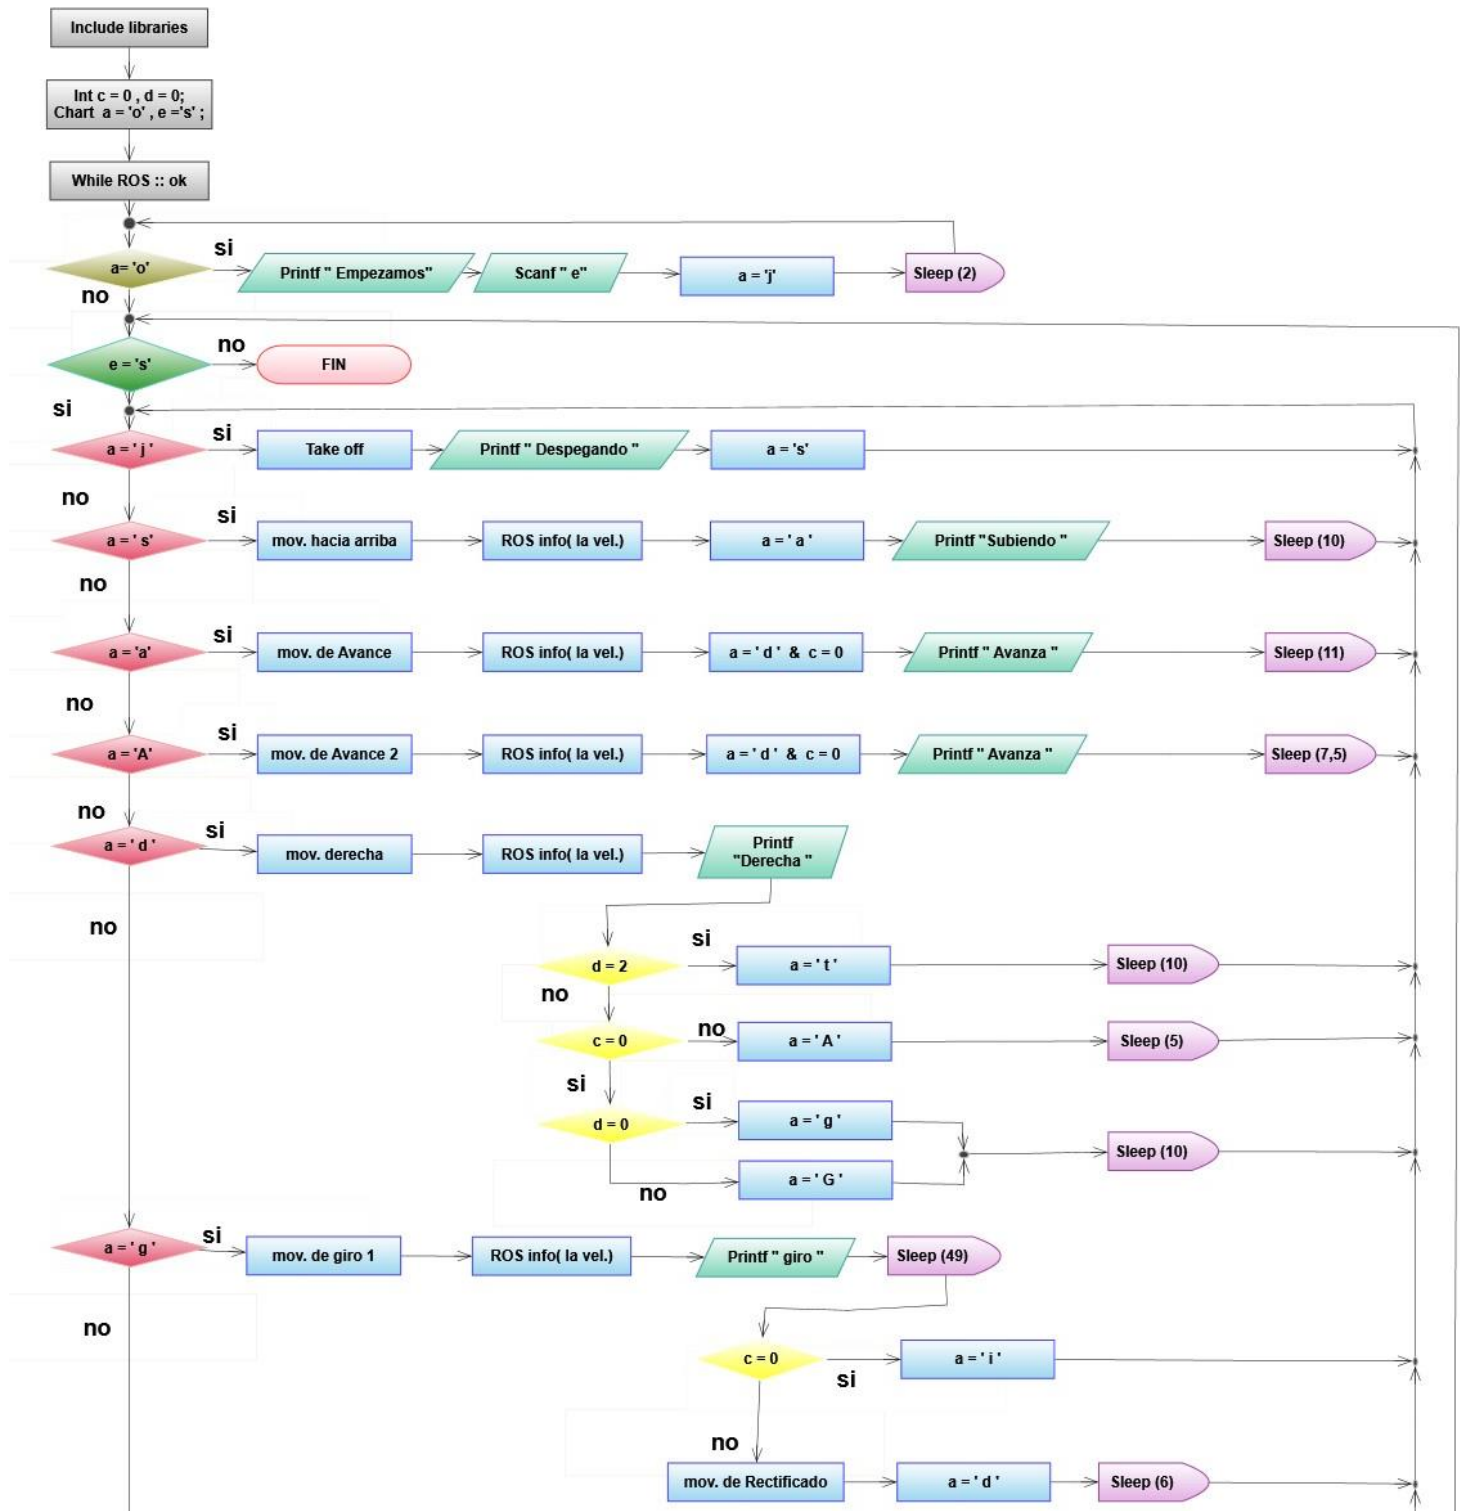 Include libraries
Int c = 0 , d = 0;
Chart a = 'o' , e ='s' ;
While ROS :: ok
a= 'o'
si
Printf " Empezamos"
Scanf " e"
a = 'j'
Sleep (2)
no
e = 's'
no
FIN
si
a = ' j '
si
Take off
Printf " Despegando "
a = 's'
no
a = ' s'
si
mov. hacia arriba
ROS info( la vel.)
a = ' a '
Printf "Subiendo "
Sleep (10)
no
a = 'a'
si
mov. de Avance
ROS info( la vel.)
a = ' d ' & c = 0
Printf " Avanza "
Sleep (11)
no
a = 'A'
si
mov. de Avance 2
ROS info( la vel.)
a = ' d ' & c = 0
Printf " Avanza "
Sleep (7,5)
no
a = ' d '
si
mov. derecha
ROS info( la vel.)
Printf
"Derecha "
no
d = 2
si
a = ' t '
Sleep (10)
no
c = 0
no
a = ' A '
Sleep (5)
si
d = 0
si
a = ' g '
Sleep (10)
no
a = ' G '
a = ' g '
si
mov. de giro 1
ROS info( la vel.)
Printf " giro "
Sleep (49)
no
c = 0
si
a = ' i '
no
mov. de Rectificado
a = ' d '
Sleep (6)